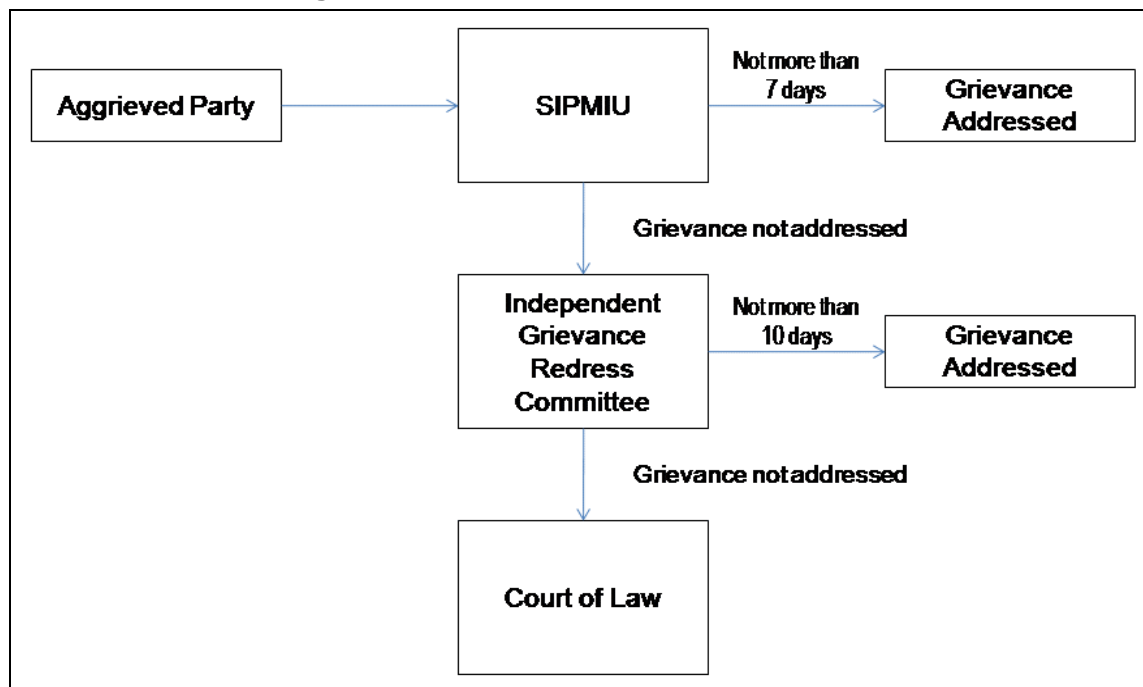 Aggrieved Party
SIPMIU
Not more than
7 days
Grievance
Addressed
Grievance not addressed
Independent
Grievance
Redress
Committee
Not more than
10 days
Grievance
Addressed
Grievance not addressed
Court of Law